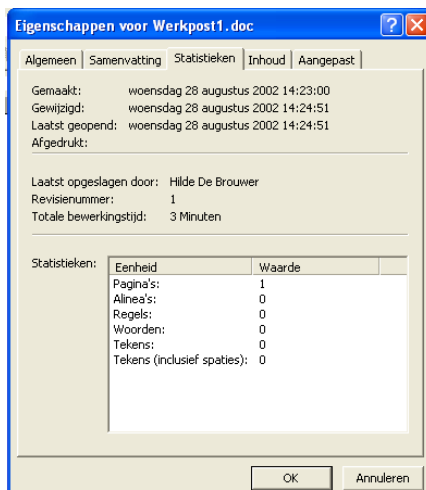 Eigenschappen voor Werkpost1.doc
Algemeen Samenvatting Statistieken Inhoud Aangepast
Gemaakt: woensdag 28 augustus 2002 14:23:00
Gewijzigd: woensdag 28 augustus 2002 14:24:51
Laatst geopend: woensdag 28 augustus 2002 14:24:51
Afgedrukt:
Laatst opgeslagen door: Hilde De Brouwer
Revisienummer: 1
Totale bewerkingstijd: 3 Minuten
Statistieken:
Eenheid Waarde
Pagina's: 1
Alinea's: 0
Regels: 0
Woorden: 0
Tekens: 0
Tekens (inclusief spaties): 0
OK Annuleren